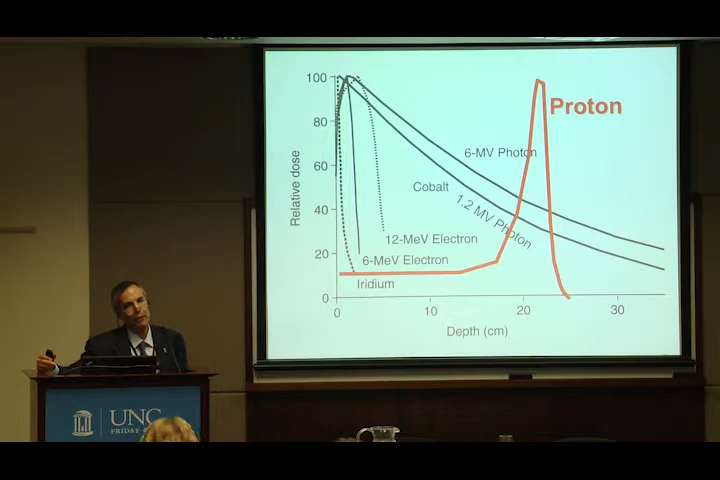 100
80
60
40
20
0
Relative dose
Proton
6-MV Photon
Cobalt
1.2 MV Photon
12-MeV Electron
6-MeV Electron
Iridium
0
10
20
30
Depth (cm)
UNC
FRIDAY